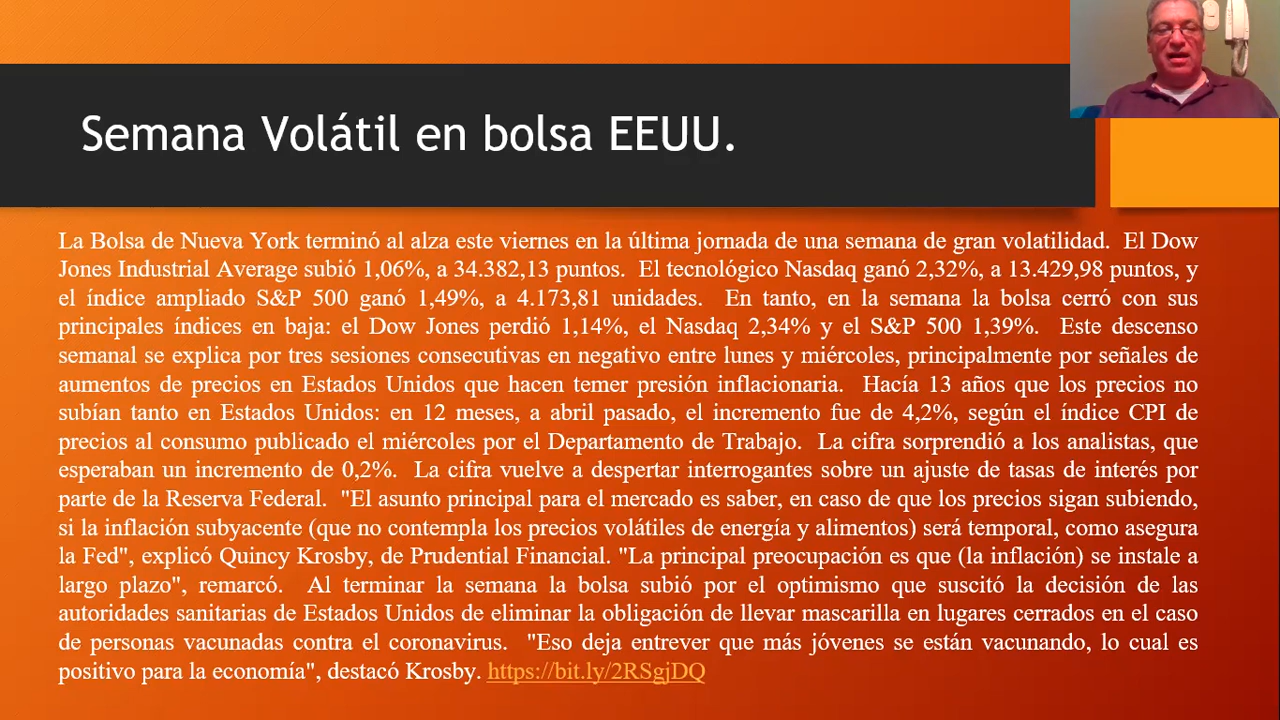 Semana Volátil en bolsa EEUU.
La Bolsa de Nueva York terminó al alza este viernes en la última jornada de una semana de gran volatilidad. El Dow
Jones Industrial Average subió 1,06%, a 34.382,13 puntos. El tecnológico Nasdaq ganó 2,32%, a 13.429,98 puntos, y
el índice ampliado S&P 500 ganó 1,49%, a 4.173,81 unidades. En tanto, en la semana la bolsa cerró con sus
principales índices en baja: el Dow Jones perdió 1,14%, el Nasdaq 2,34% y el S&P 500 1,39%. Este descenso
semanal se explica por tres sesiones consecutivas en negativo entre lunes y miércoles, principalmente por señales de
aumentos de precios en Estados Unidos que hacen temer presión inflacionaria. Hacía 13 años que los precios no
subían tanto en Estados Unidos: en 12 meses, a abril pasado, el incremento fue de 4,2%, según el índice CPI de
precios al consumo publicado el miércoles por el Departamento de Trabajo. La cifra sorprendió a los analistas, que
esperaban un incremento de 0,2%. La cifra vuelve a despertar interrogantes sobre un ajuste de tasas de interés por
parte de la Reserva Federal. "El asunto principal para el mercado es saber, en caso de que los precios sigan subiendo,
si la inflación subyacente (que no contempla los precios volátiles de energía y alimentos) será temporal, como asegura
la Fed", explicó Quincy Krosby, de Prudential Financial. "La principal preocupación es que (la inflación) se instale a
largo plazo", remarcó. Al terminar la semana la bolsa subió por el optimismo que suscitó la decisión de las
autoridades sanitarias de Estados Unidos de eliminar la obligación de llevar mascarilla en lugares cerrados en el caso
de personas vacunadas contra el coronavirus. "Eso deja entrever que más jóvenes se están vacunando, lo cual es
positivo para la economía", destacó Krosby. https://bit.ly/2RSgjDQ